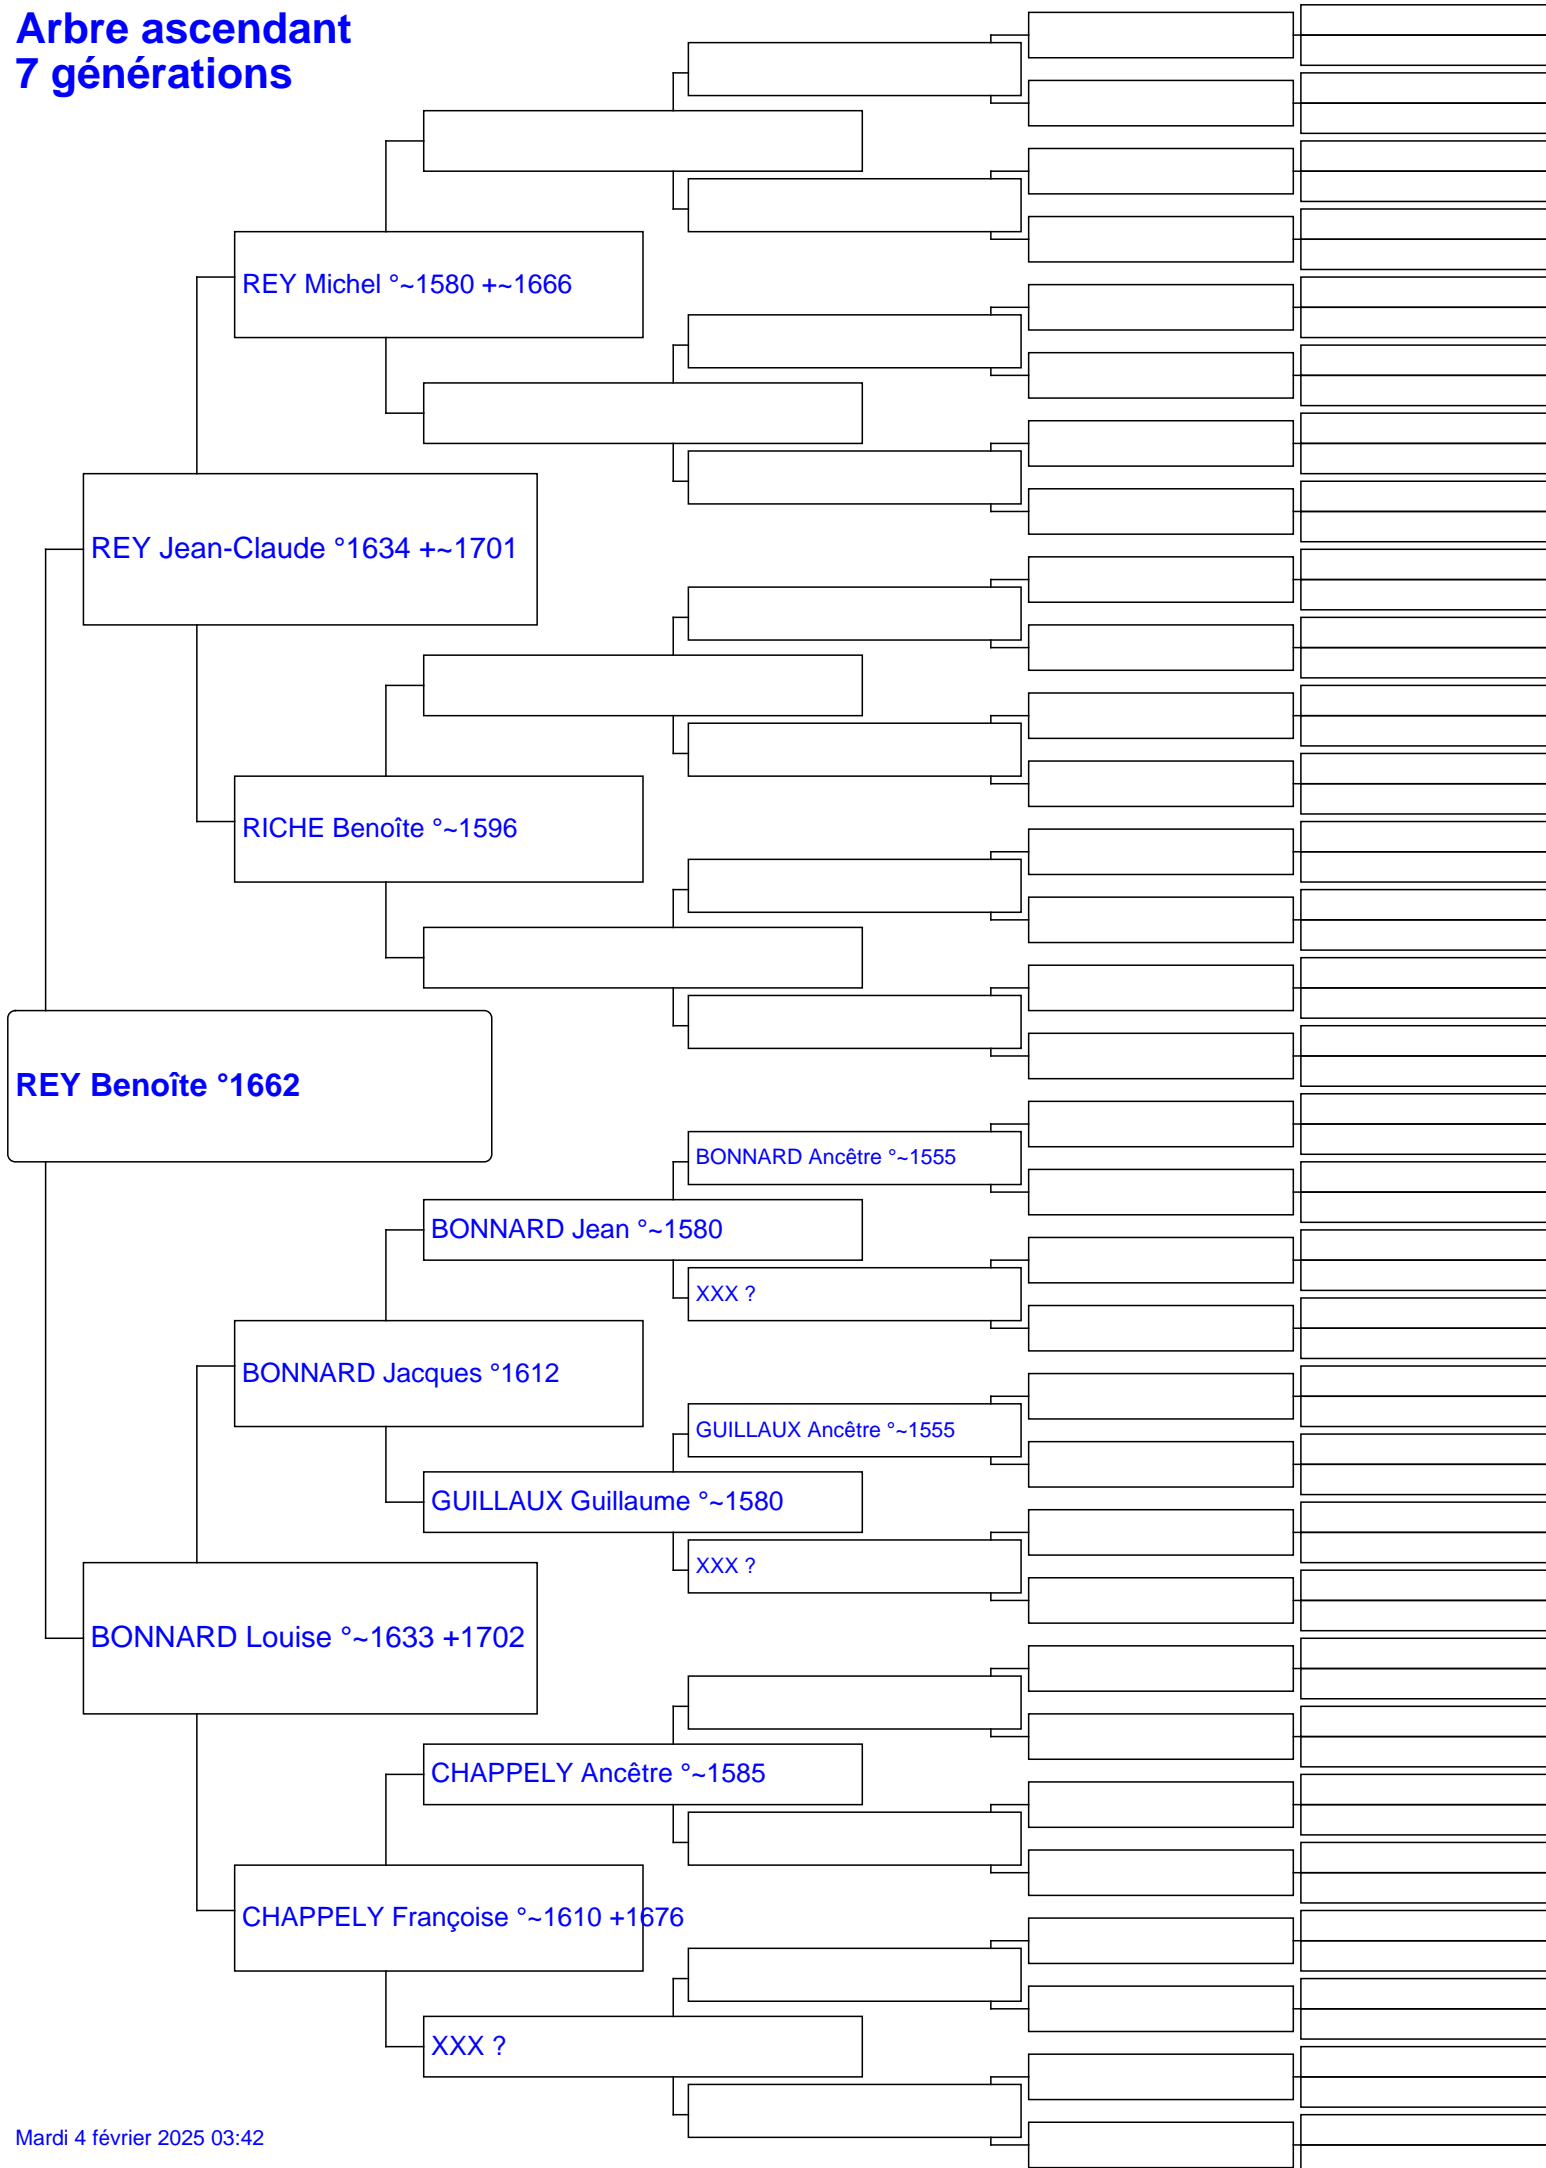 Arbre ascendant
7 générations
REY Michel °~1580 +~1666
REY Jean-Claude °1634 +~1701
RICHE Benoîte °~1596
REY Benoîte °1662
BONNARD Ancêtre °~1555
BONNARD Jean °~1580
XXX ?
BONNARD Jacques °1612
GUILLAUX Ancêtre °~1555
GUILLAUX Guillaume °~1580
XXX ?
BONNARD Louise °~1633 +1702
CHAPPELY Ancêtre °~1585
CHAPPELY Françoise °~1610 +1676
XXX ?
Mardi 4 février 2025 03:42